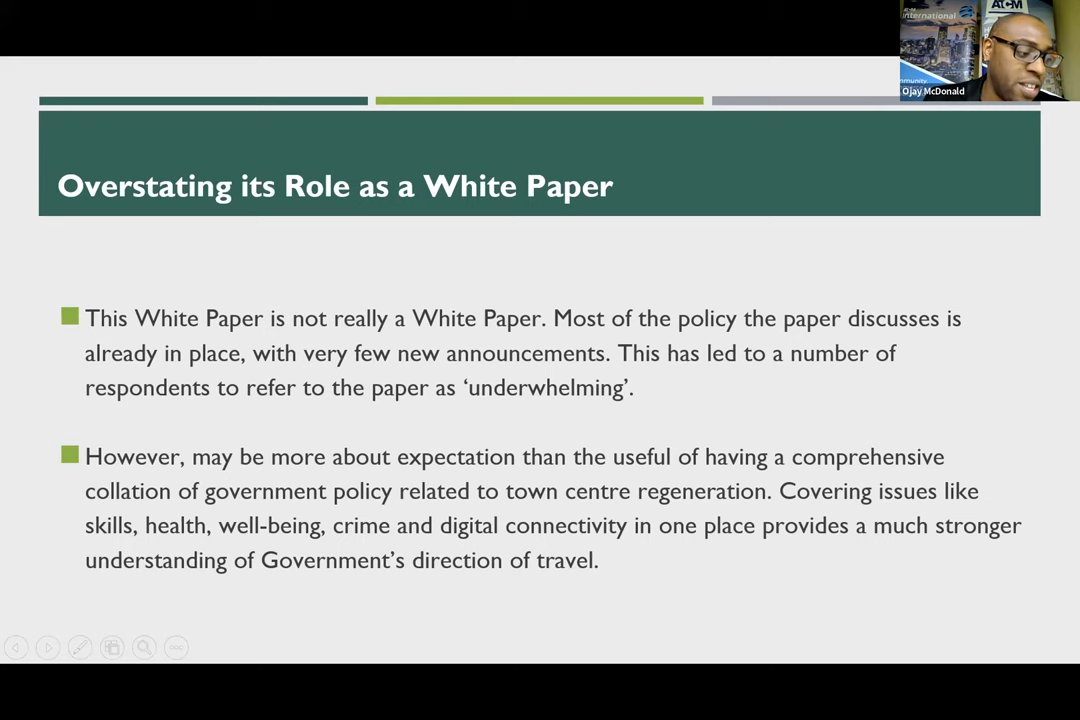 international
ATCM
mmunity.
Ojay McDonald
Overstating its Role as a White Paper
This White Paper is not really a White Paper. Most of the policy the paper discusses is
already in place, with very few new announcements. This has led to a number of
respondents to refer to the paper as ‘underwhelming’.
However, may be more about expectation than the useful of having a comprehensive
collation of government policy related to town centre regeneration. Covering issues like
skills, health, well-being, crime and digital connectivity in one place provides a much stronger
understanding of Government’s direction of travel.